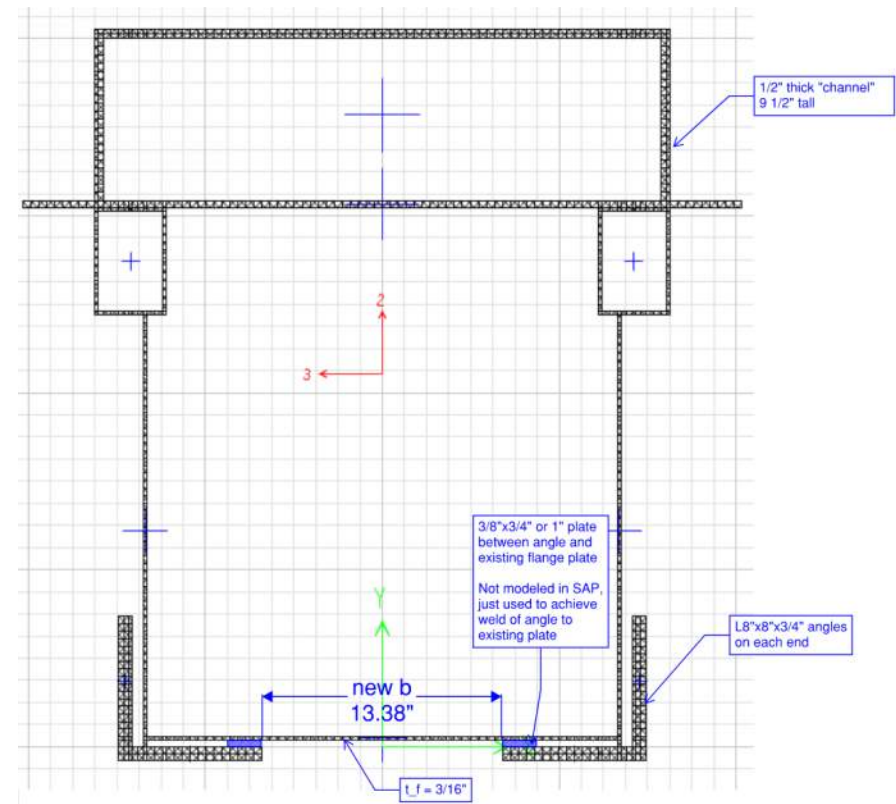 1/2" thick "channel"
9 1/2" tall
2
3
3/8"x3/4" or 1" plate
between angle and
existing flange plate
Not modeled in SAP,
just used to achieve
weld of angle to
existing plate
Y
L8"x8"x3/4" angles
on each end
new b
13.38"
t_f = 3/16"